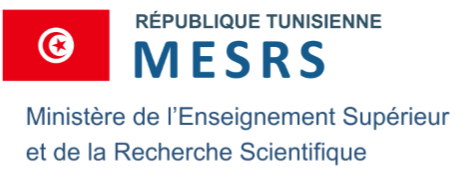 RÉPUBLIQUE TUNISIENNE
MESRS
Ministère de l’Enseignement Supérieur
et de la Recherche Scientifique